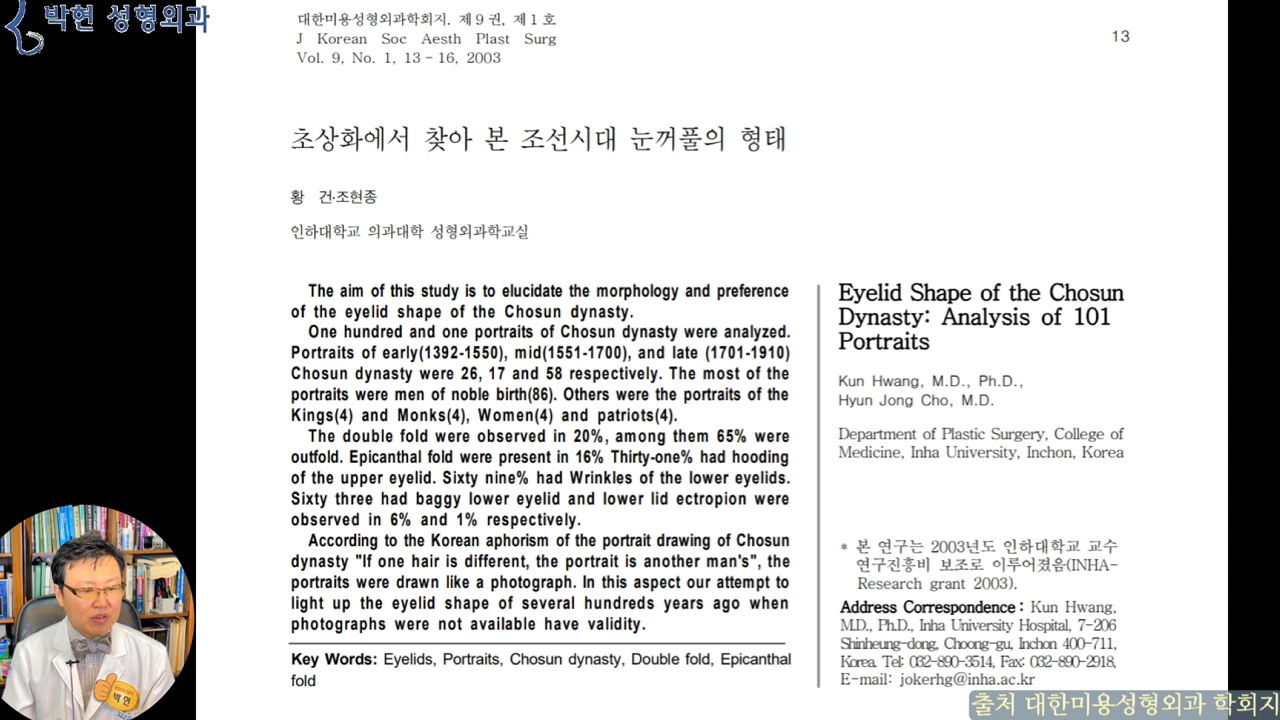 박현 성형외과
대한미용성형외과학회지. 제 9 권, 제 1 호
J Korean Soc Aesth Plast Surg
Vol. 9, No. 1, 13 - 16, 2003
13
초상화에서 찾아 본 조선시대 눈꺼풀의 형태
황 건·조현종
인하대학교 의과대학 성형외과학교실
The aim of this study is to elucidate the morphology and preference
of the eyelid shape of the Chosun dynasty.
One hundred and one portraits of Chosun dynasty were analyzed.
Portraits of early(1392-1550), mid(1551-1700), and late (1701-1910)
Chosun dynasty were 26, 17 and 58 respectively. The most of the
portraits were men of noble birth(86). Others were the portraits of the
Kings(4) and Monks(4), Women(4) and patriots(4).
The double fold were observed in 20%, among them 65% were
outfold. Epicanthal fold were present in 16% Thirty-one% had hooding
of the upper eyelid. Sixty nine% had Wrinkles of the lower eyelids.
Sixty three had baggy lower eyelid and lower lid ectropion were
observed in 6% and 1% respectively.
According to the Korean aphorism of the portrait drawing of Chosun
dynasty "If one hair is different, the portrait is another man's", the
portraits were drawn like a photograph. In this aspect our attempt to
light up the eyelid shape of several hundreds years ago when
photographs were not available have validity.
Key Words: Eyelids, Portraits, Chosun dynasty, Double fold, Epicanthal
fold
Eyelid Shape of the Chosun
Dynasty: Analysis of 101
Portraits
Kun Hwang, M.D., Ph.D.,
Hyun Jong Cho, M.D.
Department of Plastic Surgery, College of
Medicine, Inha University, Inchon, Korea
* 본 연구는 2003년도 인하대학교 교수
연구진흥비 보조로 이루어졌음(INHA-
Research grant 2003).
Address Correspondence : Kun Hwang,
M.D., Ph.D., Inha University Hospital, 7-206
Shinheung-dong, Choong-gu, Inchon 400-711,
Korea. Tel: 032-890-3514, Fax: 032-890-2918,
E-mail: jokerhg@inha.ac.kr
출처 대한미용성형외과 학회지
박 현